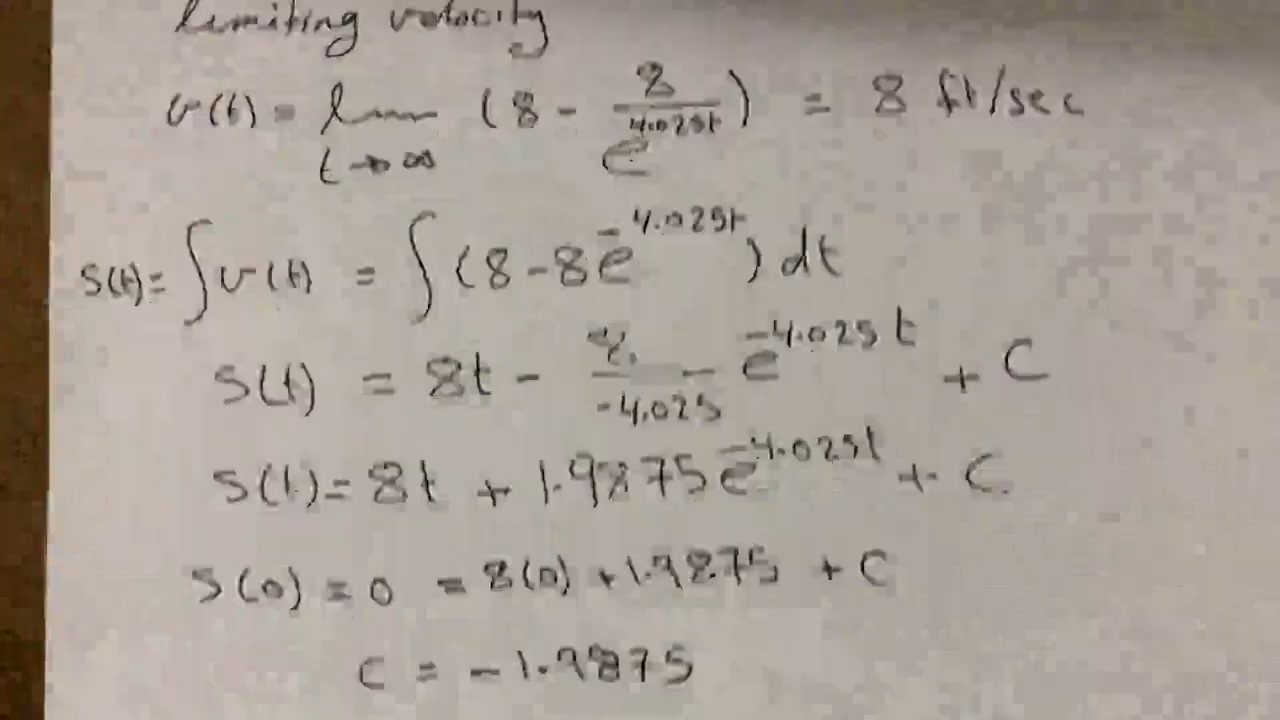 limiting velocity
v(t) = lim t→∞ (8 - 8/e^4.025t) = 8 ft/sec
s(t) = ∫v(t) = ∫(8 - 8e^-4.025t) dt
s(t) = 8t - 8/-4.025 e^-4.025t + C
s(t) = 8t + 1.9875e^-4.025t + C
s(0) = 0 = 8(0) + 1.9875 + C
C = -1.9875